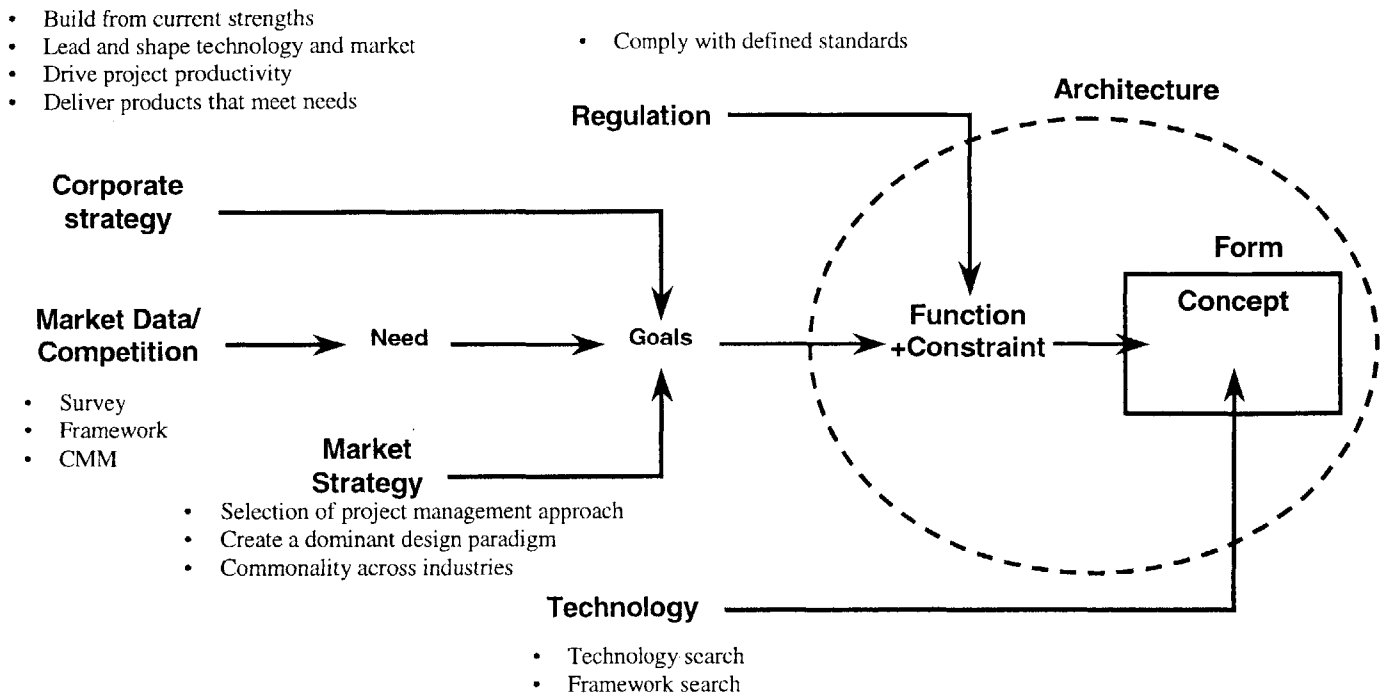 • Build from current strengths
• Lead and shape technology and market
• Drive project productivity
• Deliver products that meet needs
• Comply with defined standards
Architecture
Regulation
Corporate
strategy
Form
Concept
Market Data/
Competition
Need
Goals
Function
+Constraint
• Survey
• Framework
• CMM
Market
Strategy
• Selection of project management approach
• Create a dominant design paradigm
• Commonality across industries
Technology
• Technology search
• Framework search